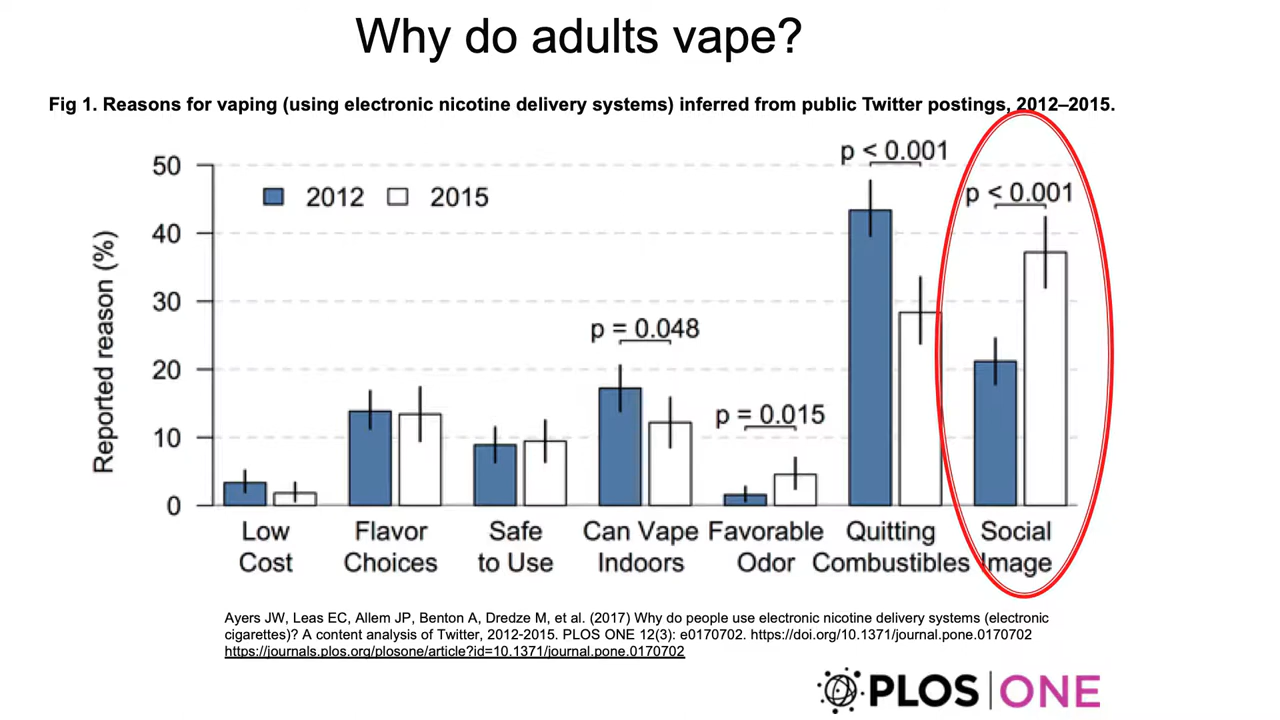 Why do adults vape?
Fig 1. Reasons for vaping (using electronic nicotine delivery systems) inferred from public Twitter postings, 2012–2015.
p < 0.001
50
2012
2015
p < 0.001
40
p = 0.048
30
20
p = 0.015
10
0
Reported reason (%)
Low
Cost
Flavor
Choices
Safe
to Use
Can Vape
Indoors
Favorable
Odor
Quitting
Combustibles
Social
Image
Ayers JW, Leas EC, Allem JP, Benton A, Dredze M, et al. (2017) Why do people use electronic nicotine delivery systems (electronic
cigarettes)? A content analysis of Twitter, 2012-2015. PLOS ONE 12(3): e0170702. https://doi.org/10.1371/journal.pone.0170702
https://journals.plos.org/plosone/article?id=10.1371/journal.pone.0170702
PLOS ONE